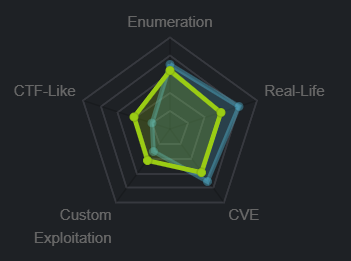 Enumeration
CTF-Like
Real-Life
Custom
Exploitation
CVE